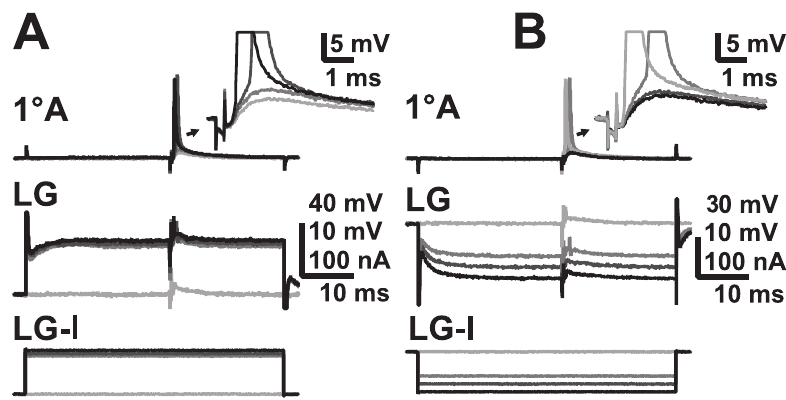 A
B
5 mV
1 ms
5 mV
1 ms
1°A
1°A
LG
LG
40 mV
10 mV
100 nA
10 ms
30 mV
10 mV
100 nA
10 ms
LG-I
LG-I